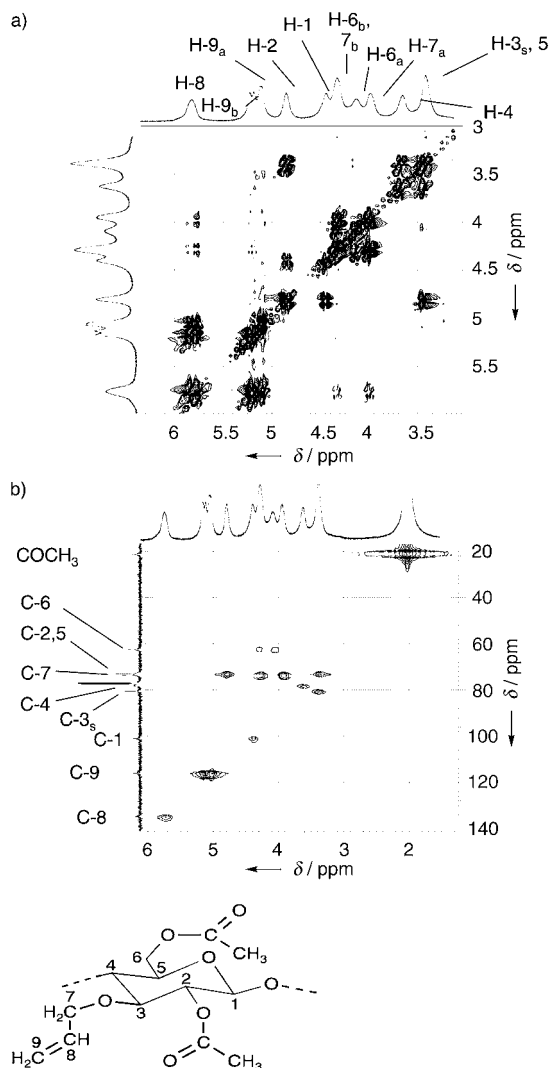 a)
H-1
H-6b, 7b
H-9a
H-2
H-6a
H-7a
H-3s, 5
H-8
H-9b
H-4
3
3.5
4
4.5
5
5.5
δ / ppm
6 5.5 5 4.5 4 3.5
δ / ppm
b)
COCH3
C-6
C-2,5
C-7
C-4
C-3s
C-1
C-9
C-8
20
40
60
80
100
120
140
δ / ppm
6 5 4 3 2
δ / ppm
O
O C
6 CH3
4 5 O
7 O 2 1 O
H2C 3 O
9 CH C
H2C 8 O CH3